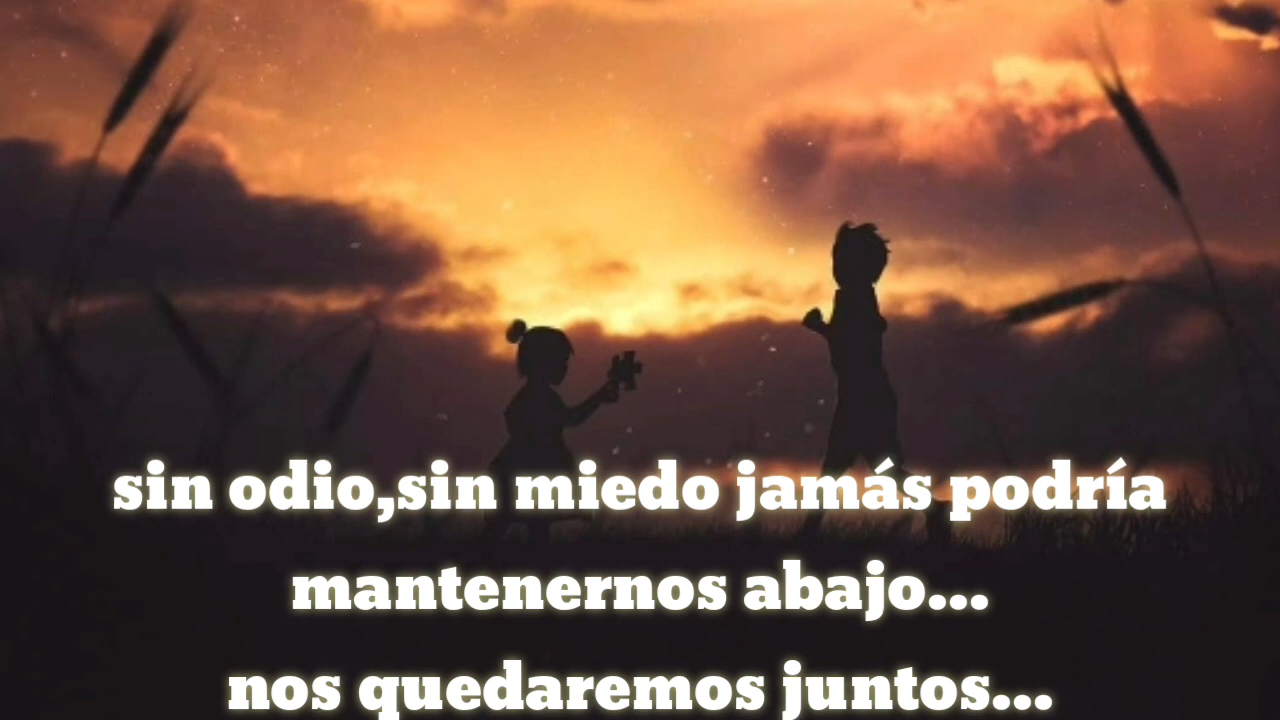 sin odio,sin miedo jamás podría
mantenernos abajo...
nos quedaremos juntos...